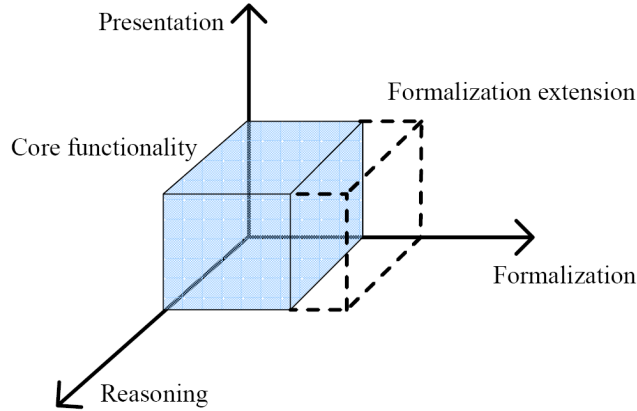 Presentation
Formalization extension
Core functionality
Formalization
Reasoning